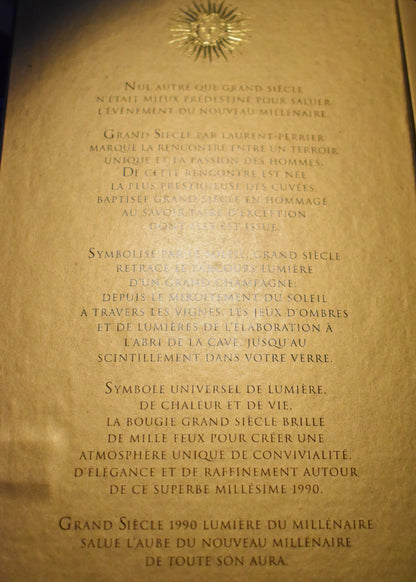 NUL AUTRE QUE GRAND SIÈCLE
N'ÉTAIT MIEUX PRÉDESTINÉ POUR SALUER
L'ÉVÉNEMENT DU NOUVEAU MILLÉNAIRE.
GRAND SIÈCLE PAR LAURENT-PERRIER
MARQUE LA RENCONTRE ENTRE UN TERROIR
UNIQUE ET LA PASSION DES HOMMES.
DE CETTE RENCONTRE EST NÉE
LA PLUS PRESTIGIEUSE DES CUVÉES,
BAPTISÉE GRAND SIÈCLE EN HOMMAGE
AU SAVOIR-FAIRE D'EXCEPTION
DONT ELLE EST ISSUE.
SYMBOLISÉ PAR LE SOLEIL, GRAND SIÈCLE
RETRACE LE PARCOURS LUMIÈRE
D'UN GRAND CHAMPAGNE:
DEPUIS LE MIROITEMENT DU SOLEIL
A TRAVERS LES VIGNES, LES JEUX D'OMBRES
ET DE LUMIÈRES DE L'ÉLABORATION À
L'ABRI DE LA CAVE, JUSQU'AU
SCINTILLEMENT DANS VOTRE VERRE.
SYMBOLE UNIVERSEL DE LUMIÈRE,
DE CHALEUR ET DE VIE,
LA BOUGIE GRAND SIÈCLE BRILLE
DE MILLE FEUX POUR CRÉER UNE
ATMOSPHÈRE UNIQUE DE CONVIVIALITÉ,
D'ÉLÉGANCE ET DE RAFFINEMENT AUTOUR
DE CE SUPERBE MILLÉSIME 1990.
GRAND SIÈCLE 1990 LUMIÈRE DU MILLÉNAIRE
SALUE L'AUBE DU NOUVEAU MILLÉNAIRE
DE TOUTE SON AURA.